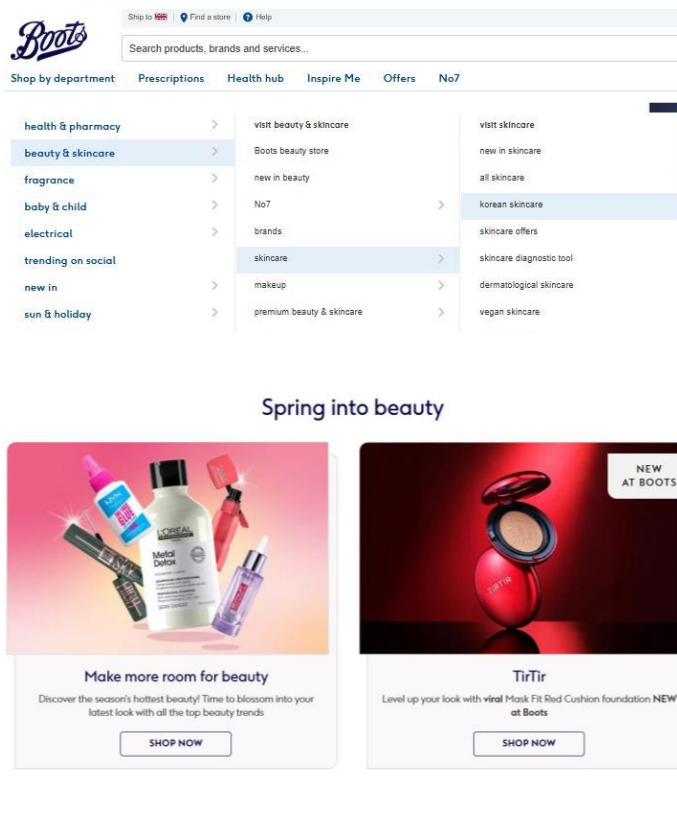 Ship to
Find a store
Help
Boots
Search products, brands and services...
Shop by department
Prescriptions
Health hub
Inspire Me
Offers
No7
health & pharmacy
beauty & skincare
fragrance
baby & child
electrical
trending on social
new in
sun & holiday
visit beauty & skincare
Boots beauty store
new in beauty
No7
brands
skincare
makeup
premium beauty & skincare
visit skincare
new in skincare
all skincare
korean skincare
skincare offers
skincare diagnostic tool
dermatological skincare
vegan skincare
Spring into beauty
NYX
GLUE
L'ORÉAL
Metal
Detox
SERIE EXPERT
Make more room for beauty
Discover the season's hottest beauty! Time to blossom into your
latest look with all the top beauty trends
SHOP NOW
NEW
AT BOOTS
TIRTIR
TirTir
Level up your look with viral Mask Fit Red Cushion foundation NEW
at Boots
SHOP NOW